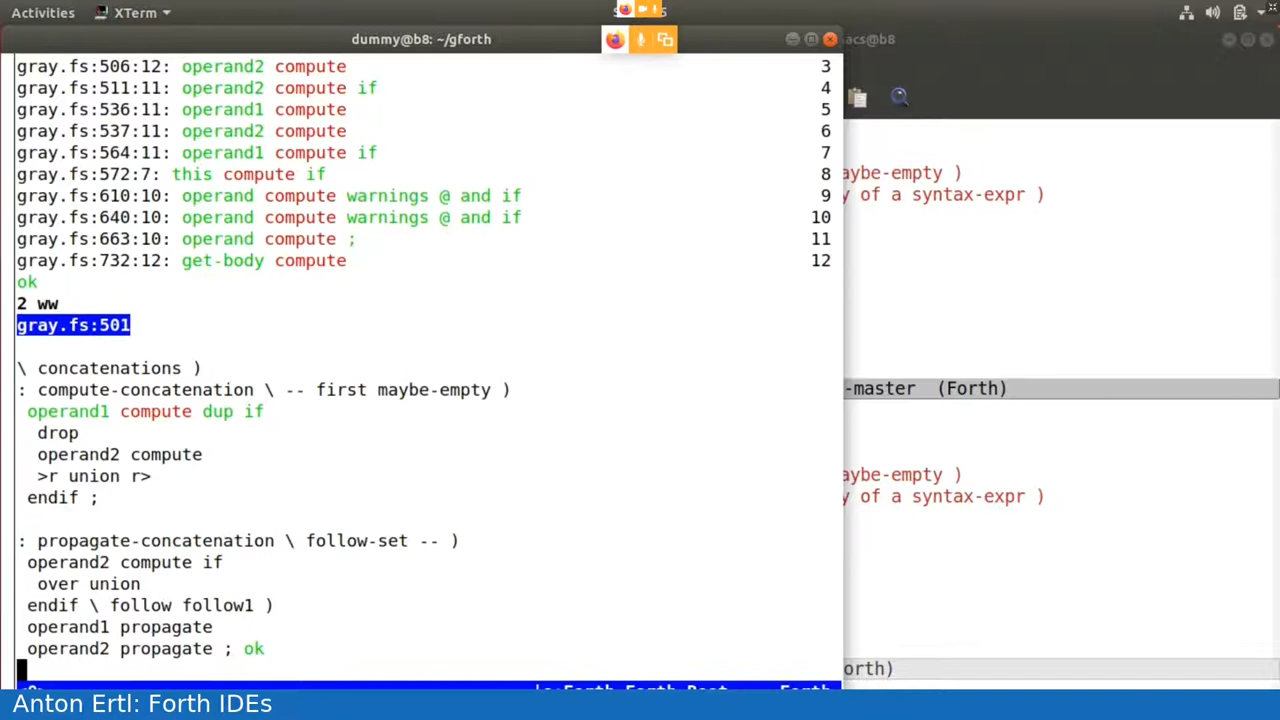 Activities XTerm
dummy@b8: ~/gforth
acs@b8
gray.fs:506:12: operand2 compute 3
gray.fs:511:11: operand2 compute if 4
gray.fs:536:11: operand1 compute 5
gray.fs:537:11: operand2 compute 6
gray.fs:564:11: operand1 compute if 7
gray.fs:572:7: this compute if 8
gray.fs:610:10: operand compute warnings @ and if 9
gray.fs:640:10: operand compute warnings @ and if 10
gray.fs:663:10: operand compute ; 11
gray.fs:732:12: get-body compute 12
ok
2 ww
gray.fs:501
\ concatenations )
: compute-concatenation \ -- first maybe-empty )
operand1 compute dup if
drop
operand2 compute
>r union r>
endif ;
: propagate-concatenation \ follow-set -- )
operand2 compute if
over union
endif \ follow follow1 )
operand1 propagate
operand2 propagate ; ok
aybe-empty )
y of a syntax-expr )
-master (Forth)
aybe-empty )
y of a syntax-expr )
orth)
Anton Ertl: Forth IDEs